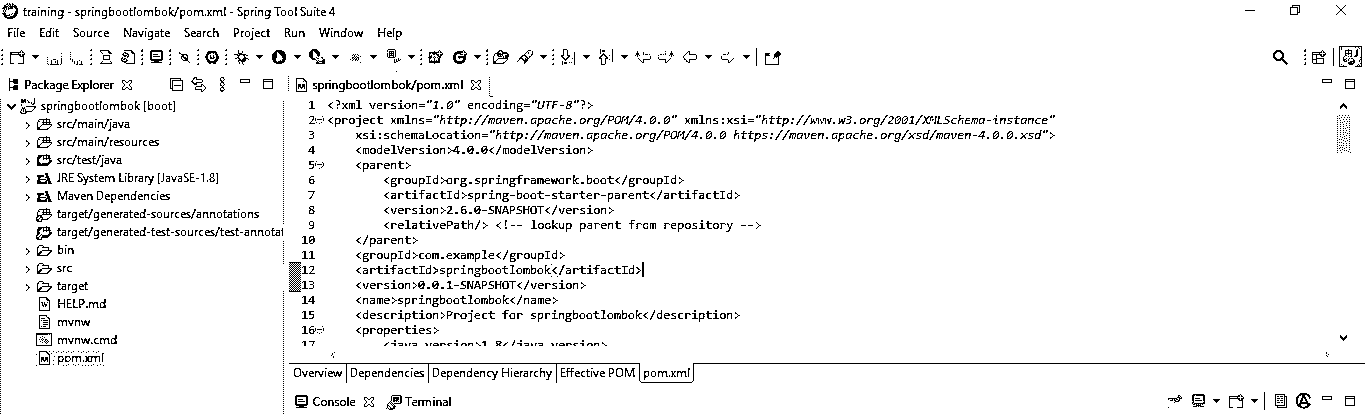 training - springbootlombok/pom.xml - Spring Tool Suite 4
File Edit Source Navigate Search Project Run Window Help
Package Explorer
springbootlombok [boot]
src/main/java
src/main/resources
src/test/java
JRE System Library [JavaSE-1.8]
Maven Dependencies
target/generated-sources/annotations
target/generated-test-sources/test-annotat
bin
src
target
HELP.md
mvnw
mvnw.cmd
pom.xml
springbootlombok/pom.xml
1 <?xml version="1.0" encoding="UTF-8"?>
2 <project xmlns="http://maven.apache.org/POM/4.0.0" xmlns:xsi="http://www.w3.org/2001/XMLSchema-instance"
3 xsi:schemaLocation="http://maven.apache.org/POM/4.0.0 https://maven.apache.org/xsd/maven-4.0.0.xsd">
4 <modelVersion>4.0.0</modelVersion>
5 <parent>
6 <groupId>org.springframework.boot</groupId>
7 <artifactId>spring-boot-starter-parent</artifactId>
8 <version>2.6.0-SNAPSHOT</version>
9 <relativePath/> <!-- lookup parent from repository -->
10 </parent>
11 <groupId>com.example</groupId>
12 <artifactId>springbootlombok</artifactId>
13 <version>0.0.1-SNAPSHOT</version>
14 <name>springbootlombok</name>
15 <description>Project for springbootlombok</description>
16 <properties>
17 <java.version>1.8</java.version>
Overview Dependencies Dependency Hierarchy Effective POM pom.xml
Console Terminal